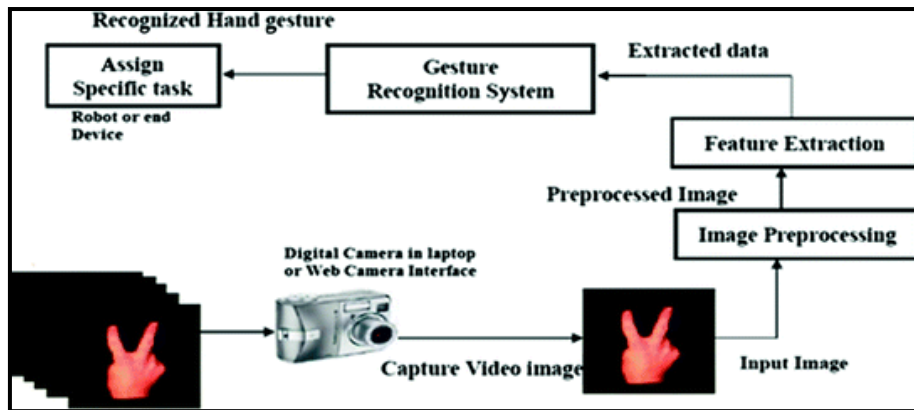 Recognized Hand gesture
Assign
Specific task
Robot or end
Device
Gesture
Recognition System
Extracted data
Feature Extraction
Preprocessed Image
Image Preprocessing
Digital Camera in laptop
or Web Camera Interface
Capture Video image
Input Image